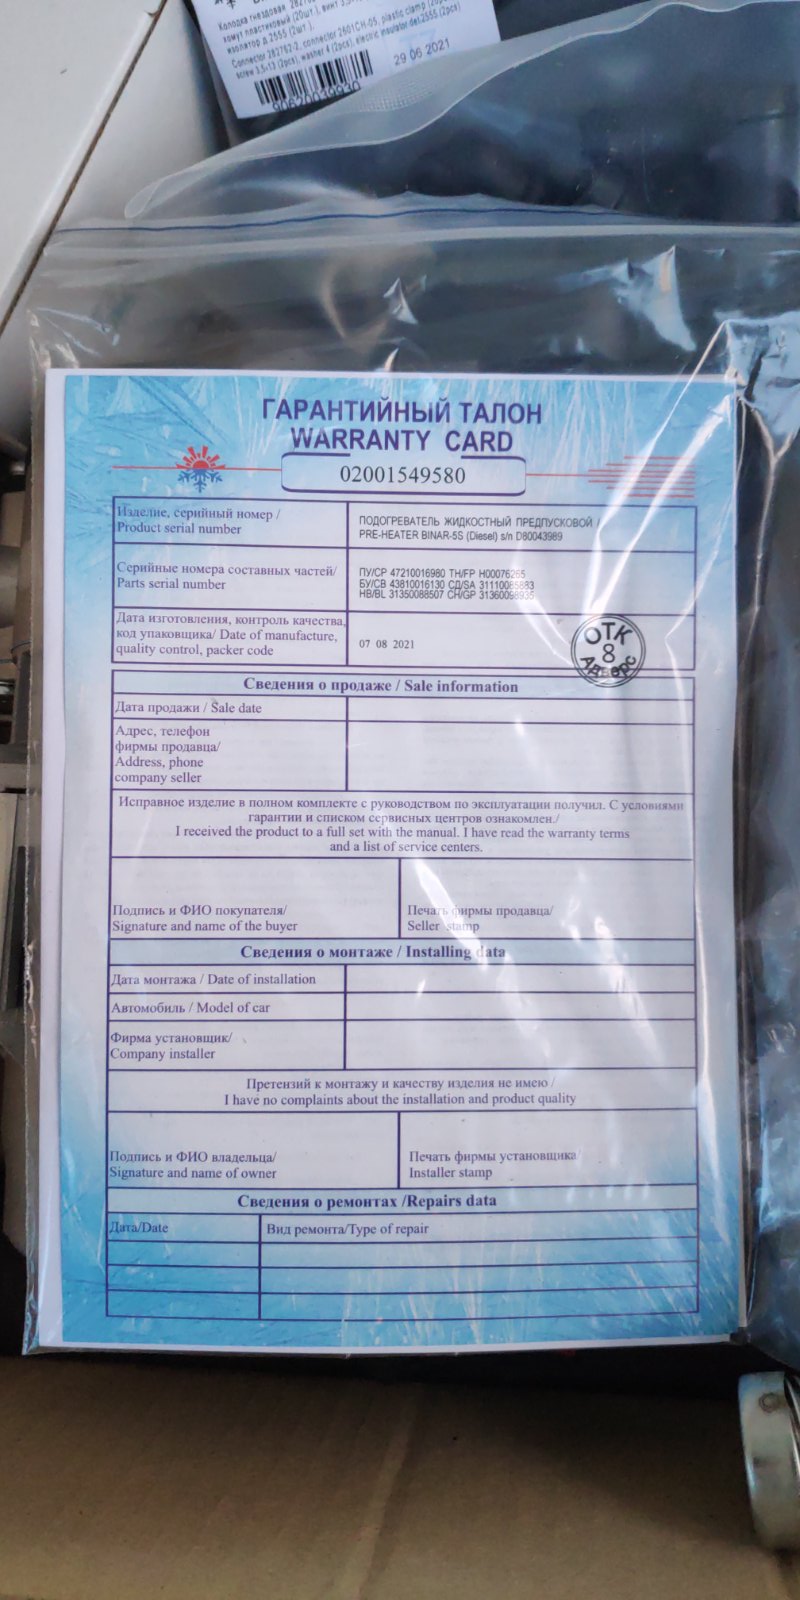 Колодка гнездовая
хомут пластиковый (20шт.), винт
изолятор д.2555 (2шт.).
Connector 282762-2, connector 2601CH-05, plastic clamp
screw 3,5x13 (2pcs), washer 4 (2pcs), electric insulator det.2555 (2pcs)
29 06 2021
90620039930
ГАРАНТИЙНЫЙ ТАЛОН
WARRANTY CARD
02001549580
Изделие, серийный номер /
Product serial number
ПОДОГРЕВАТЕЛЬ ЖИДКОСТНЫЙ ПРЕДПУСКОВОЙ /
PRE-HEATER BINAR-5S (Diesel) s/n D80043989
Серийные номера составных частей/
Parts serial number
ПУ/CP 47210016980 ТН/FP H00076265
БУ/CB 43810016130 СД/SA 31110085883
НВ/BL 31350088507 СН/GP 31360098935
Дата изготовления, контроль качества,
код упаковщика/ Date of manufacture,
quality control, packer code
07 08 2021
ОТК
8
Адверс
Сведения о продаже / Sale information
Дата продажи / Sale date
Адрес, телефон
фирмы продавца/
Address, phone
company seller
Исправное изделие в полном комплекте с руководством по эксплуатации получил. С условиями
гарантии и списком сервисных центров ознакомлен./
I received the product to a full set with the manual. I have read the warranty terms
and a list of service centers.
Подпись и ФИО покупателя/
Signature and name of the buyer
Печать фирмы продавца/
Seller stamp
Сведения о монтаже / Installing data
Дата монтажа / Date of installation
Автомобиль / Model of car
Фирма установщик/
Company installer
Претензий к монтажу и качеству изделия не имею /
I have no complaints about the installation and product quality
Подпись и ФИО владельца/
Signature and name of owner
Печать фирмы установщика
Installer stamp
Сведения о ремонтах /Repairs data
Дата/Date
Вид ремонта/Type of repair